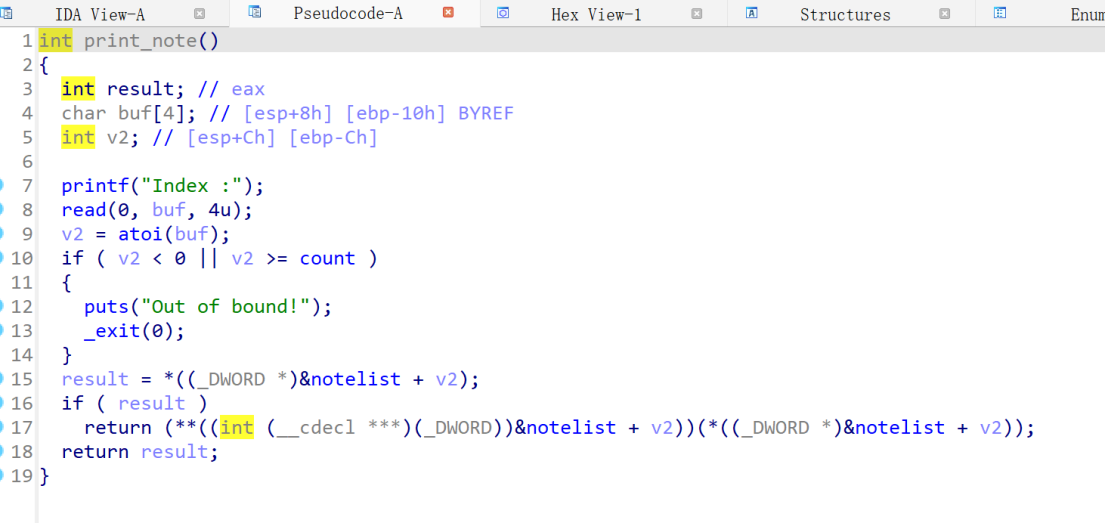 IDA View-A Pseudocode-A Hex View-1 Structures Enum
1 int print_note()
2 {
3   int result; // eax
4   char buf[4]; // [esp+8h] [ebp-10h] BYREF
5   int v2; // [esp+Ch] [ebp-Ch]
6
7   printf("Index :");
8   read(0, buf, 4u);
9   v2 = atoi(buf);
10   if ( v2 < 0 || v2 >= count )
11   {
12     puts("Out of bound!");
13     _exit(0);
14   }
15   result = *((_DWORD *)&notelist + v2);
16   if ( result )
17     return (**((int (__cdecl ***)(_DWORD))&notelist + v2))(*((_DWORD *)&notelist + v2));
18   return result;
19 }